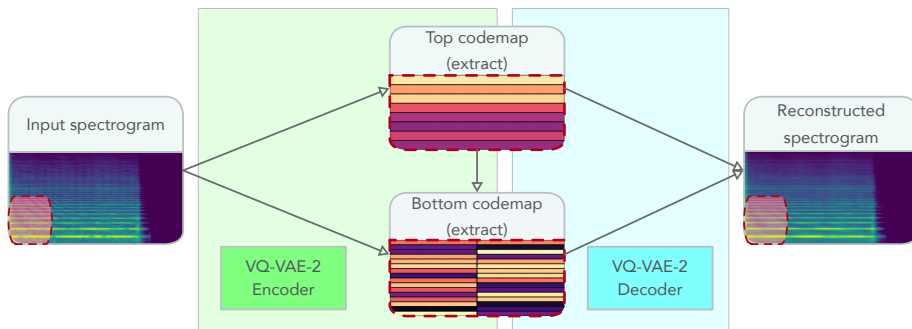 Top codemap
(extract)
Input spectrogram
Reconstructed
spectrogram
Bottom codemap
(extract)
VQ-VAE-2
Encoder
VQ-VAE-2
Decoder